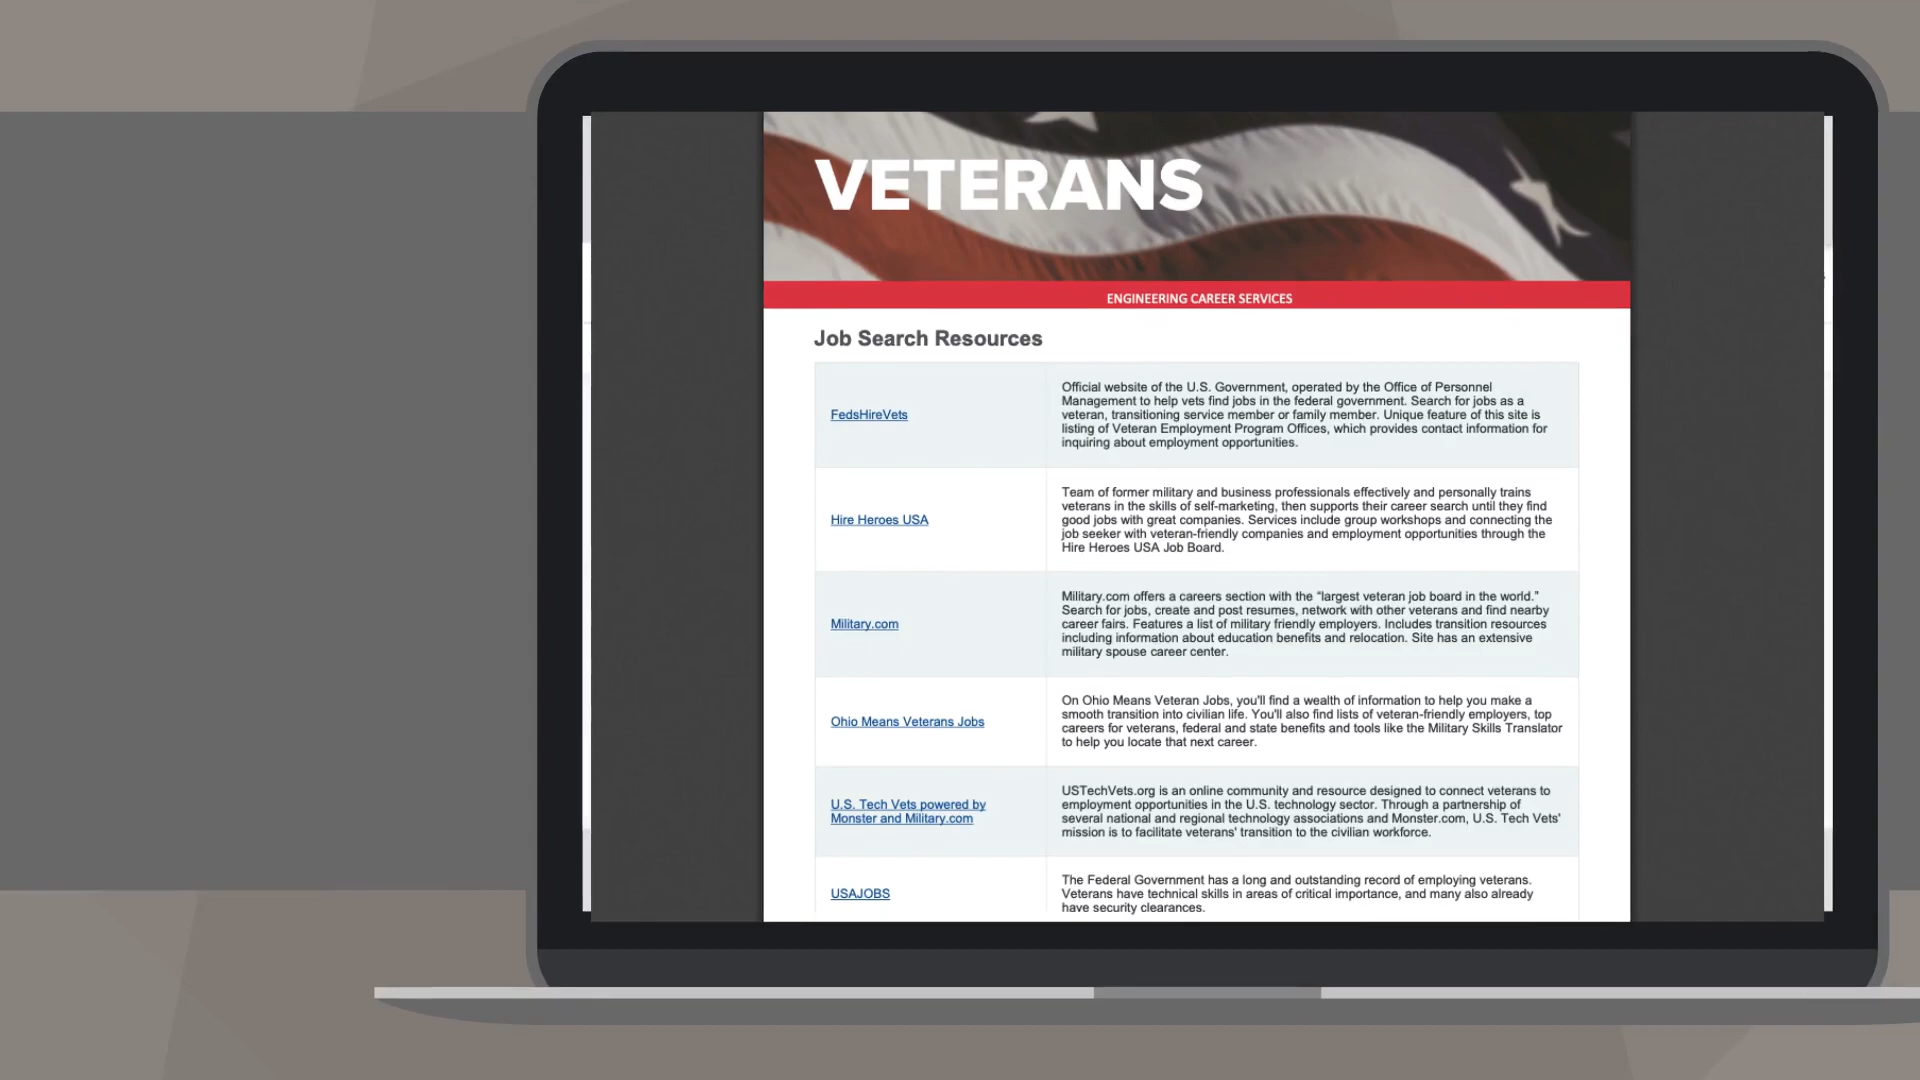 VETERANS
ENGINEERING CAREER SERVICES
Job Search Resources
FedsHireVets
Official website of the U.S. Government, operated by the Office of Personnel
Management to help vets find jobs in the federal government. Search for jobs as a
veteran, transitioning service member or family member. Unique feature of this site is
listing of Veteran Employment Program Offices, which provides contact information for
inquiring about employment opportunities.
Hire Heroes USA
Team of former military and business professionals effectively and personally trains
veterans in the skills of self-marketing, then supports their career search until they find
good jobs with great companies. Services include group workshops and connecting the
job seeker with veteran-friendly companies and employment opportunities through the
Hire Heroes USA Job Board.
Military.com
Military.com offers a careers section with the “largest veteran job board in the world.”
Search for jobs, create and post resumes, network with other veterans and find nearby
career fairs. Features a list of military friendly employers. Includes transition resources
including information about education benefits and relocation. Site has an extensive
military spouse career center.
Ohio Means Veterans Jobs
On Ohio Means Veteran Jobs, you'll find a wealth of information to help you make a
smooth transition into civilian life. You'll also find lists of veteran-friendly employers, top
careers for veterans, federal and state benefits and tools like the Military Skills Translator
to help you locate that next career.
U.S. Tech Vets powered by
Monster and Military.com
USTechVets.org is an online community and resource designed to connect veterans to
employment opportunities in the U.S. technology sector. Through a partnership of
several national and regional technology associations and Monster.com, U.S. Tech Vets'
mission is to facilitate veterans' transition to the civilian workforce.
USAJOBS
The Federal Government has a long and outstanding record of employing veterans.
Veterans have technical skills in areas of critical importance, and many also already
have security clearances.